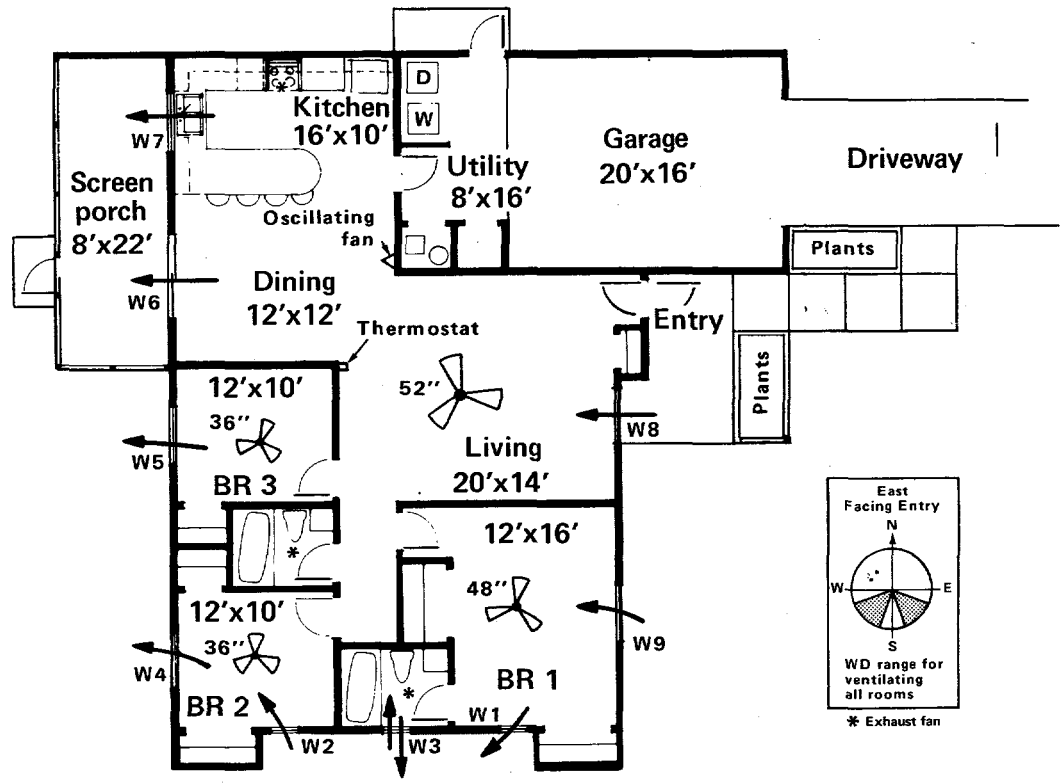 D
W
Kitchen
16'x10'
W7
Garage
20'x16'
Driveway
Utility
8'x16'
Screen
porch
8'x22'
Oscillating
fan
Plants
Dining
12'x12'
W6
Entry
Thermostat
Plants
12'x10'
36''
52''
W8
W5
BR 3
Living
20'x14'
*
12'x16'
48''
12'x10'
36''
W4
W9
BR 2
*
BR 1
W1
W2
W3
East
Facing Entry
N
W
E
S
WD range for
ventilating
all rooms
* Exhaust fan